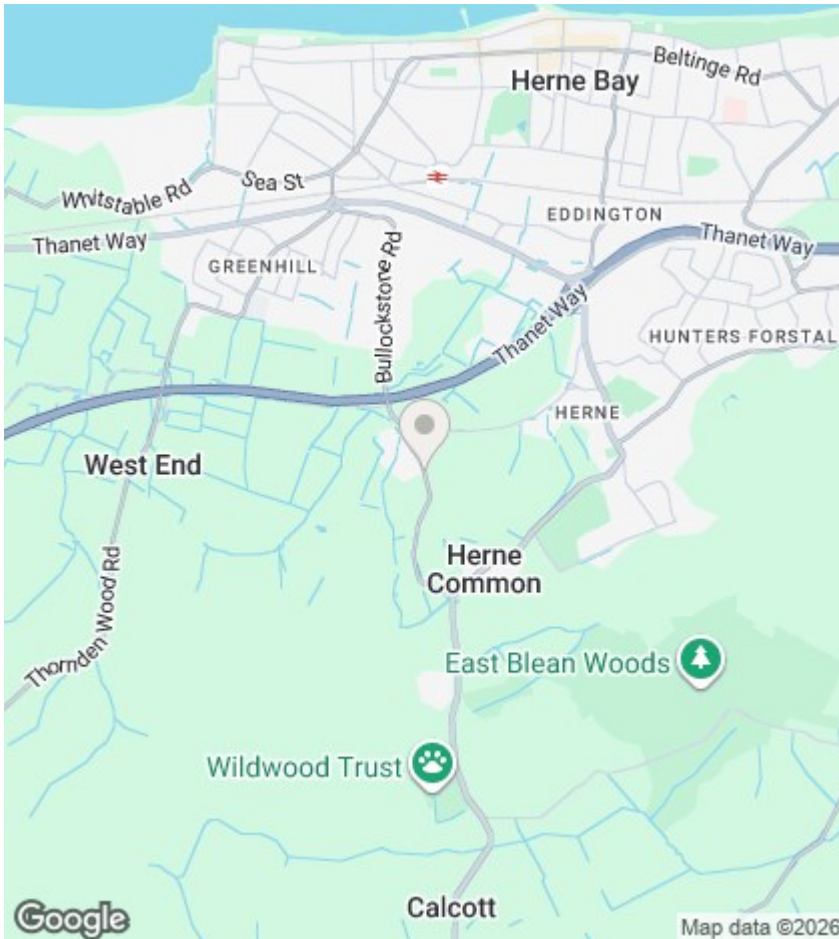 Beltinge Rd
Herne Bay
Sea St
Whitstable Rd
EDDINGTON
Thanet Way
Thanet Way
GREENHILL
Bullockstone Rd
Thanet Way
HUNTERS FORSTAL
HERNE
West End
Herne
Common
Thornden Wood Rd
East Blean Woods
Wildwood Trust
Calcott
Google
Map data ©2026